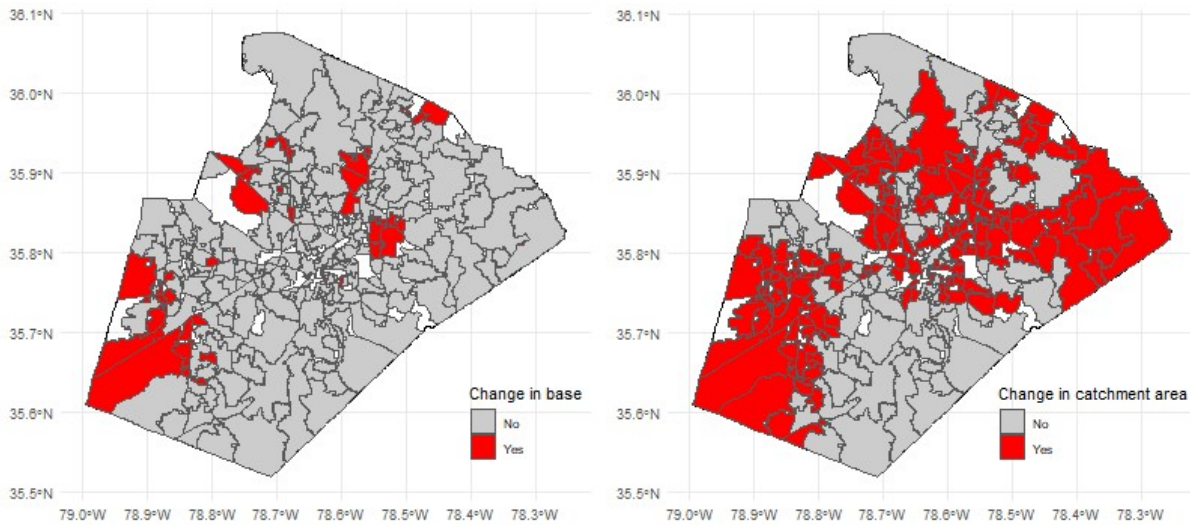 36.1°N
36.0°N
35.9°N
35.8°N
35.7°N
35.6°N
35.5°N
79.0°W 78.9°W 78.8°W 78.7°W 78.6°W 78.5°W 78.4°W 78.3°W
Change in base
No
Yes
36.1°N
36.0°N
35.9°N
35.8°N
35.7°N
35.6°N
35.5°N
79.0°W 78.9°W 78.8°W 78.7°W 78.6°W 78.5°W 78.4°W 78.3°W
Change in catchment area
No
Yes